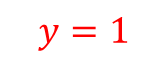 y = 1